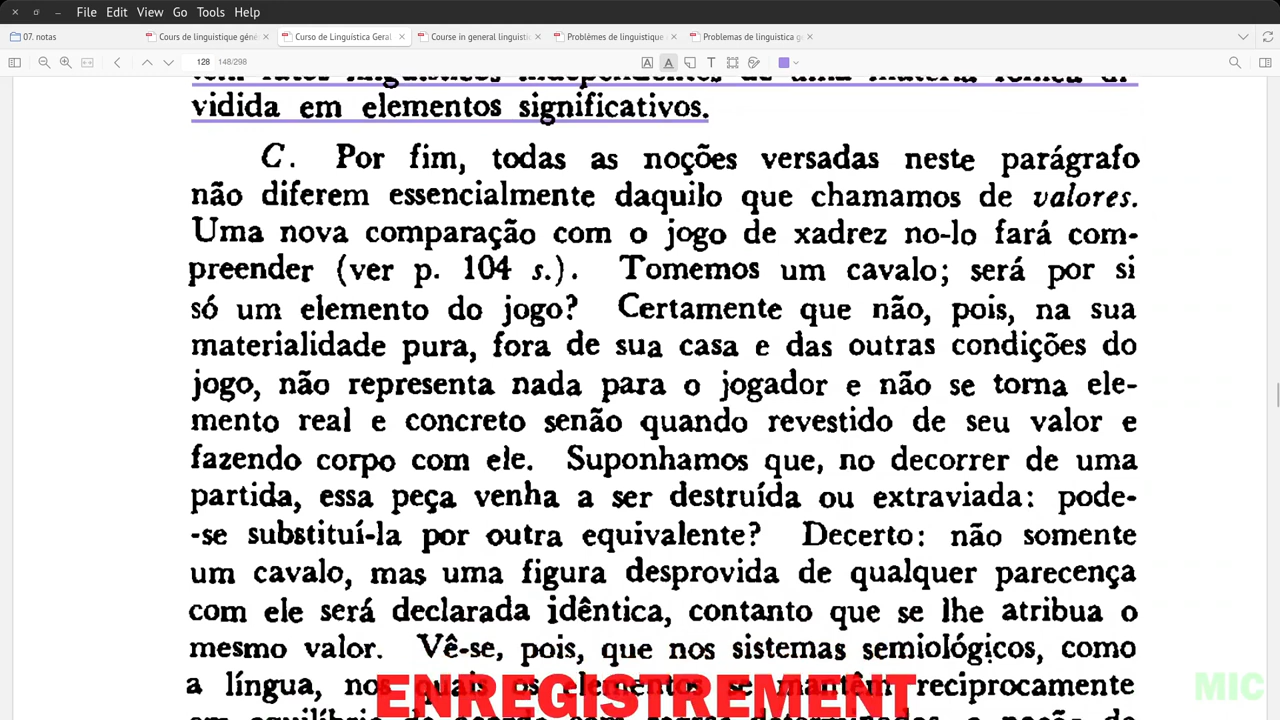 File Edit View Go Tools Help
07. notas
Cours de linguistique géné
Curso de Linguística Geral
Course in general linguisti
Problèmes de linguistique
Problemas de linguistica g
128 148/298
vidida em elementos significativos.
C. Por fim, todas as noções versadas neste parágrafo
não diferem essencialmente daquilo que chamamos de valores.
Uma nova comparação com o jogo de xadrez no-lo fará com-
preender (ver p. 104 s.). Tomemos um cavalo; será por si
só um elemento do jogo? Certamente que não, pois, na sua
materialidade pura, fora de sua casa e das outras condições do
jogo, não representa nada para o jogador e não se torna ele-
mento real e concreto senão quando revestido de seu valor e
fazendo corpo com ele. Suponhamos que, no decorrer de uma
partida, essa peça venha a ser destruída ou extraviada: pode-
-se substituí-la por outra equivalente? Decerto: não somente
um cavalo, mas uma figura desprovida de qualquer parecença
com ele será declarada idêntica, contanto que se lhe atribua o
mesmo valor. Vê-se, pois, que nos sistemas semiológicos, como
a língua, nos quais os elementos se mantêm reciprocamente
ENREGISTREMENT
MIC